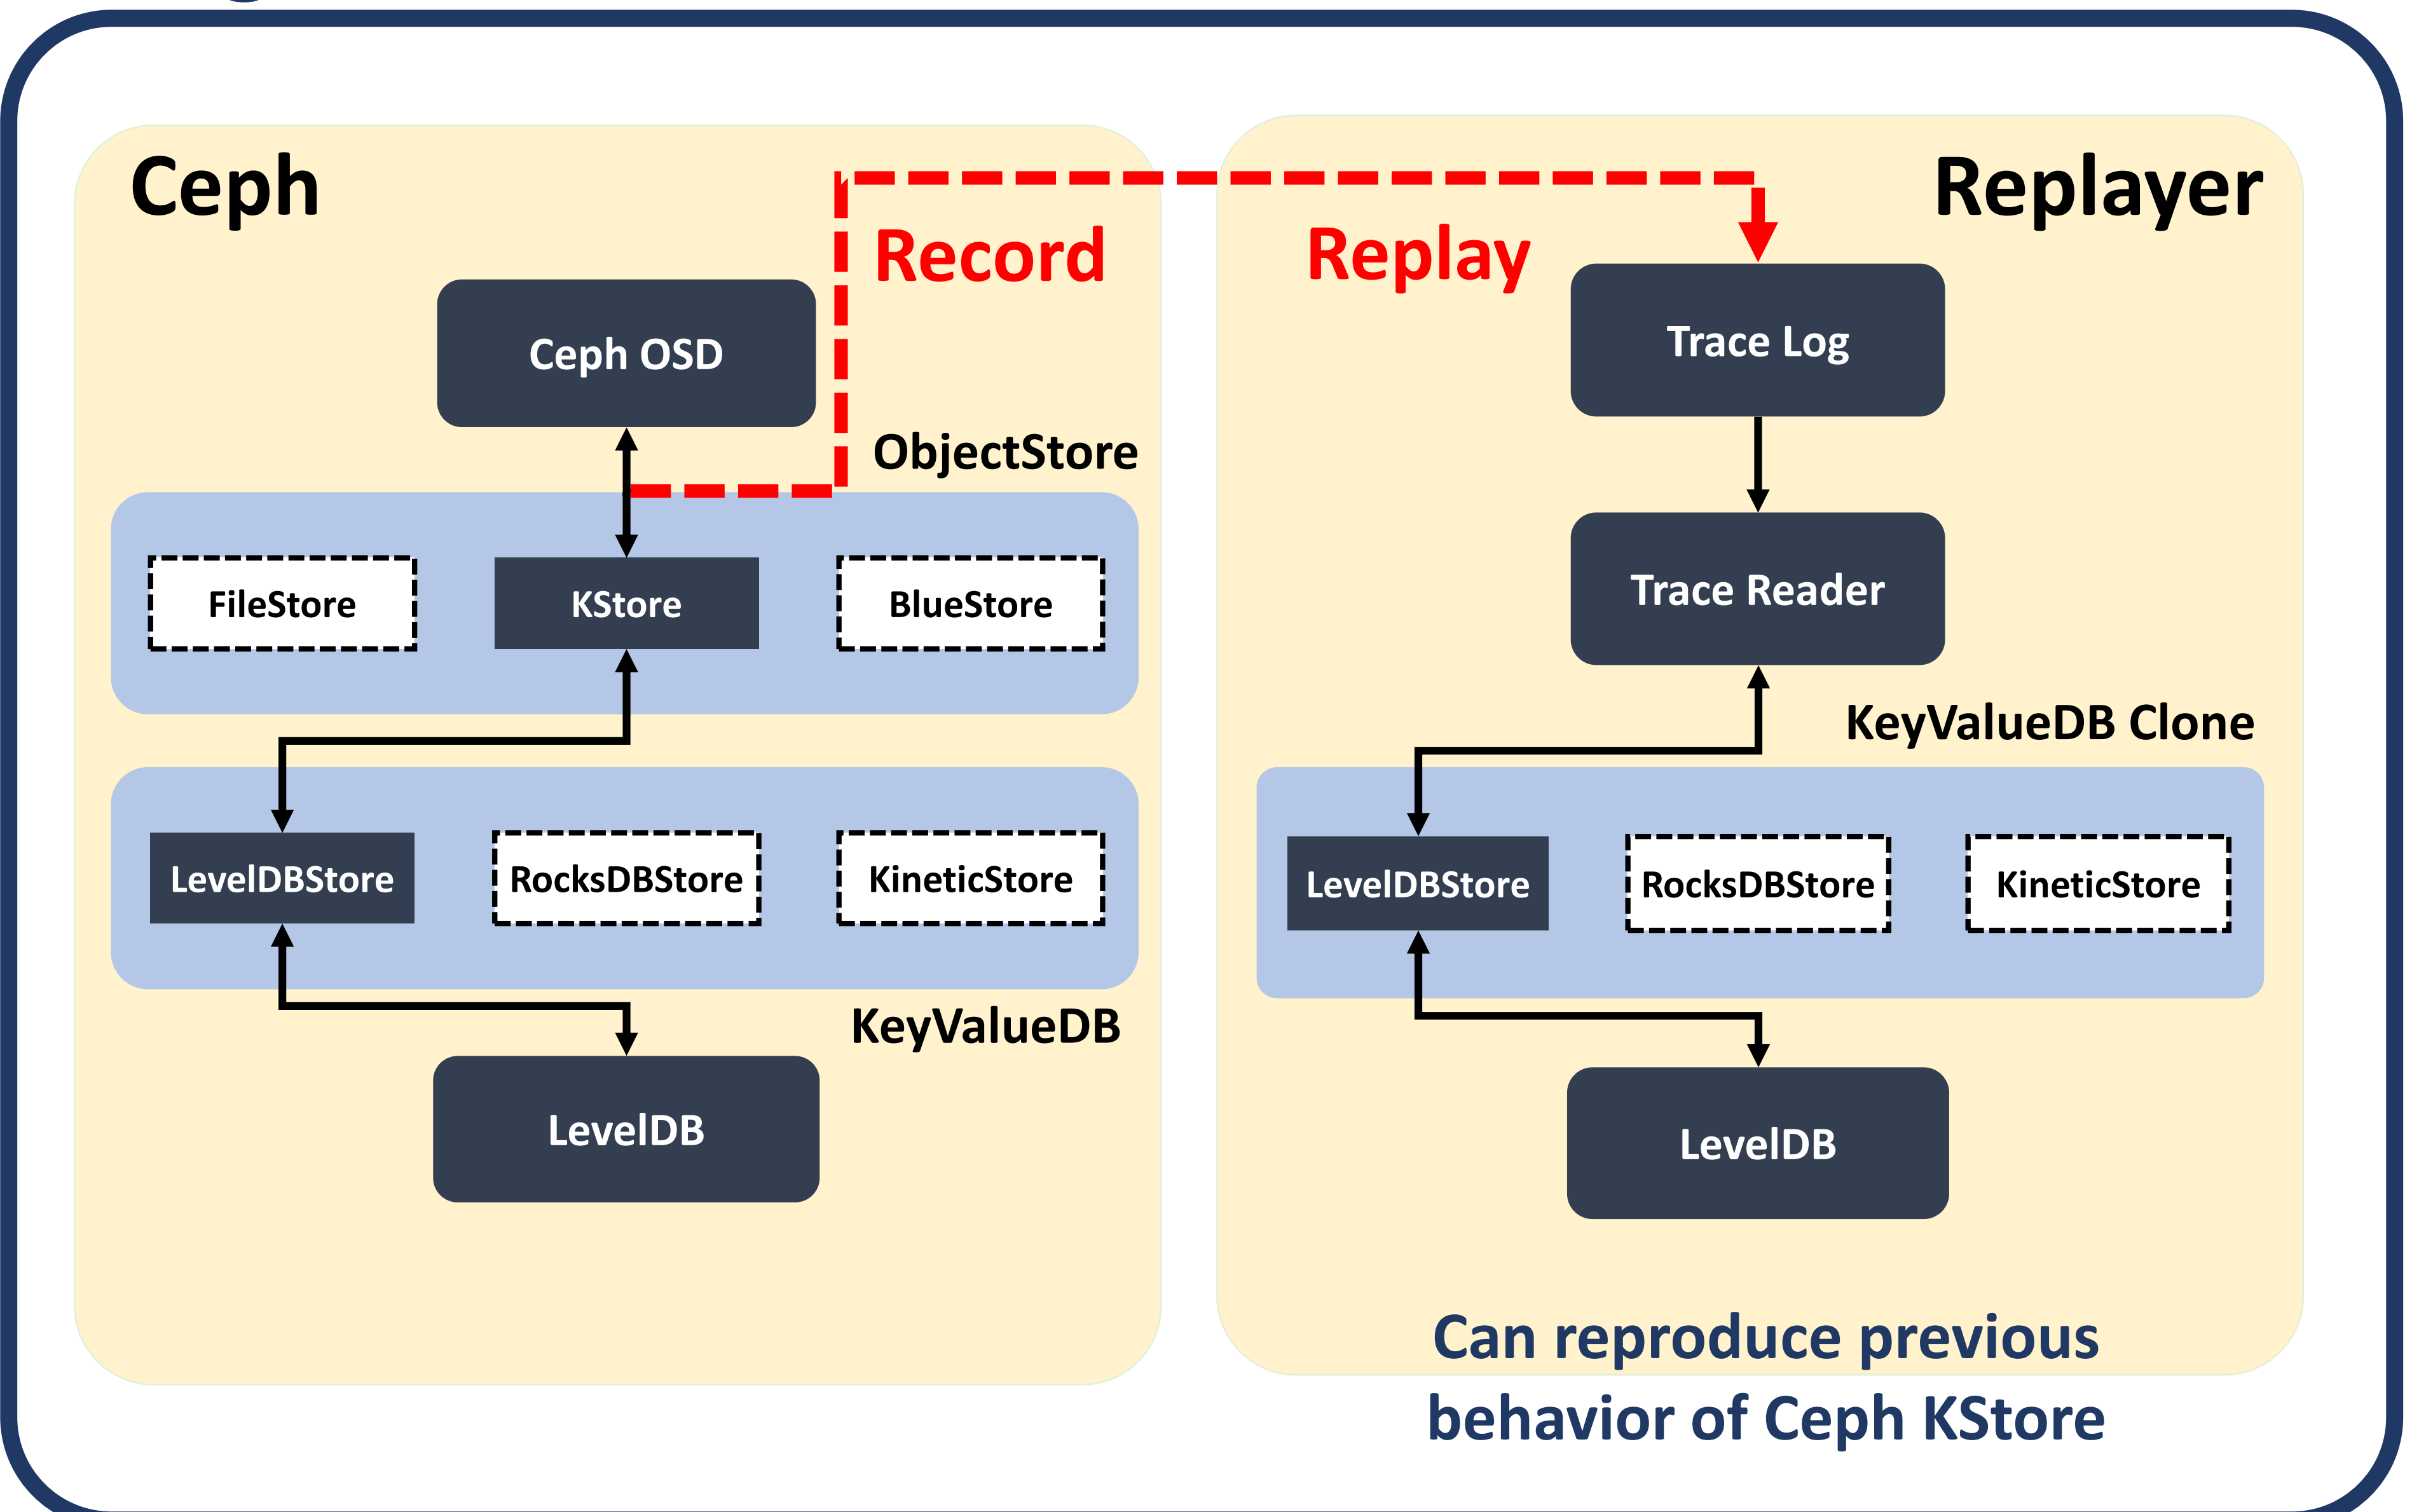 Ceph
Record
Ceph OSD
ObjectStore
FileStore
KStore
BlueStore
LevelDBStore
RocksDBStore
KineticStore
KeyValueDB
LevelDB
Replayer
Replay
Trace Log
Trace Reader
KeyValueDB Clone
LevelDBStore
RocksDBStore
KineticStore
LevelDB
Can reproduce previous
behavior of Ceph KStore